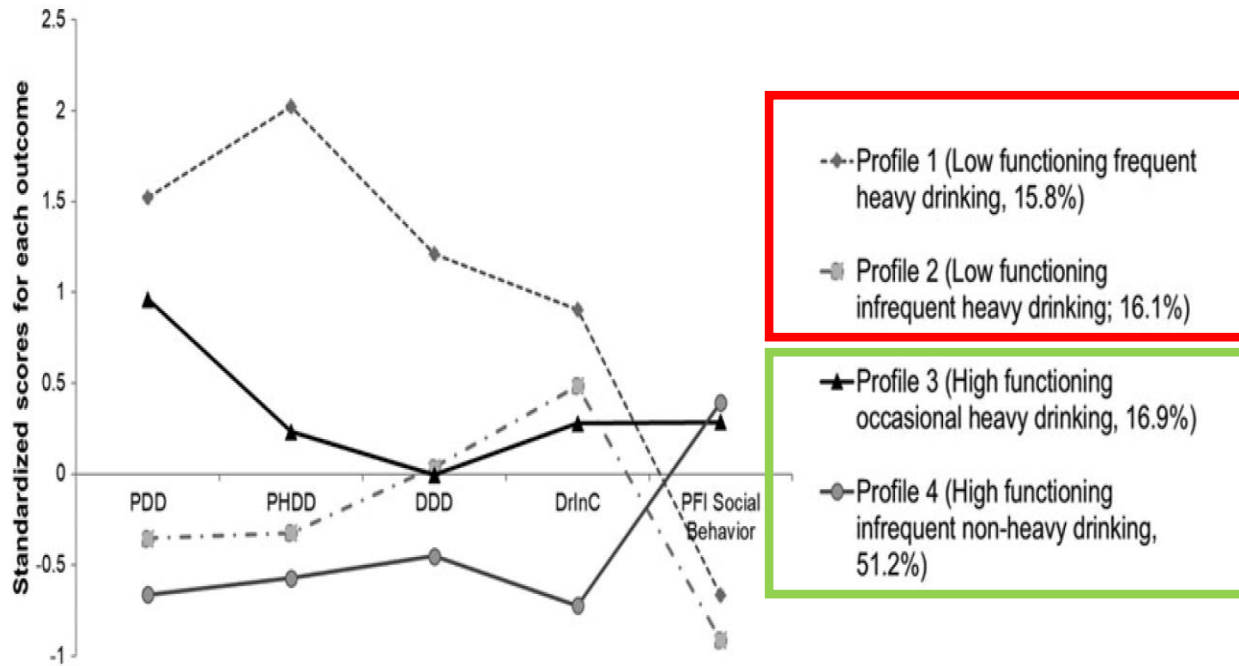 Standardized scores for each outcome
2.5
2
1.5
1
0.5
0
-0.5
-1
PDD
PHDD
DDD
DrInC
PFI Social
Behavior
Profile 1 (Low functioning frequent
heavy drinking, 15.8%)
Profile 2 (Low functioning
infrequent heavy drinking; 16.1%)
Profile 3 (High functioning
occasional heavy drinking, 16.9%)
Profile 4 (High functioning
infrequent non-heavy drinking,
51.2%)